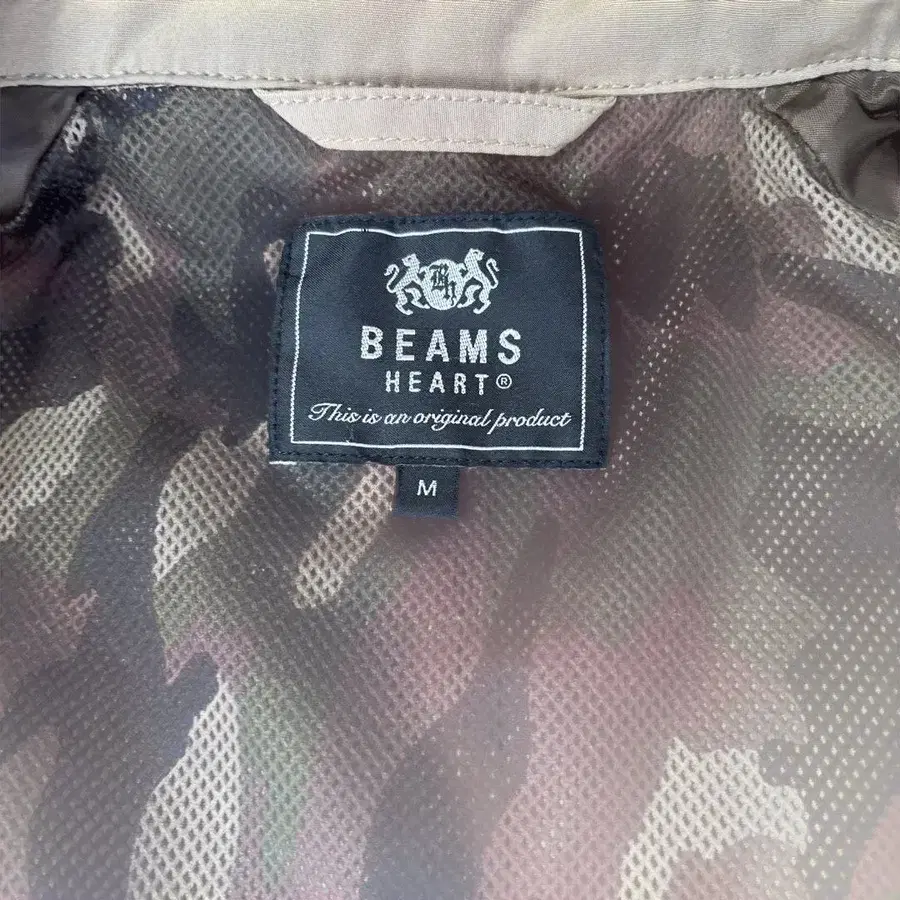 BEAMS
HEART®
This is an original product
M